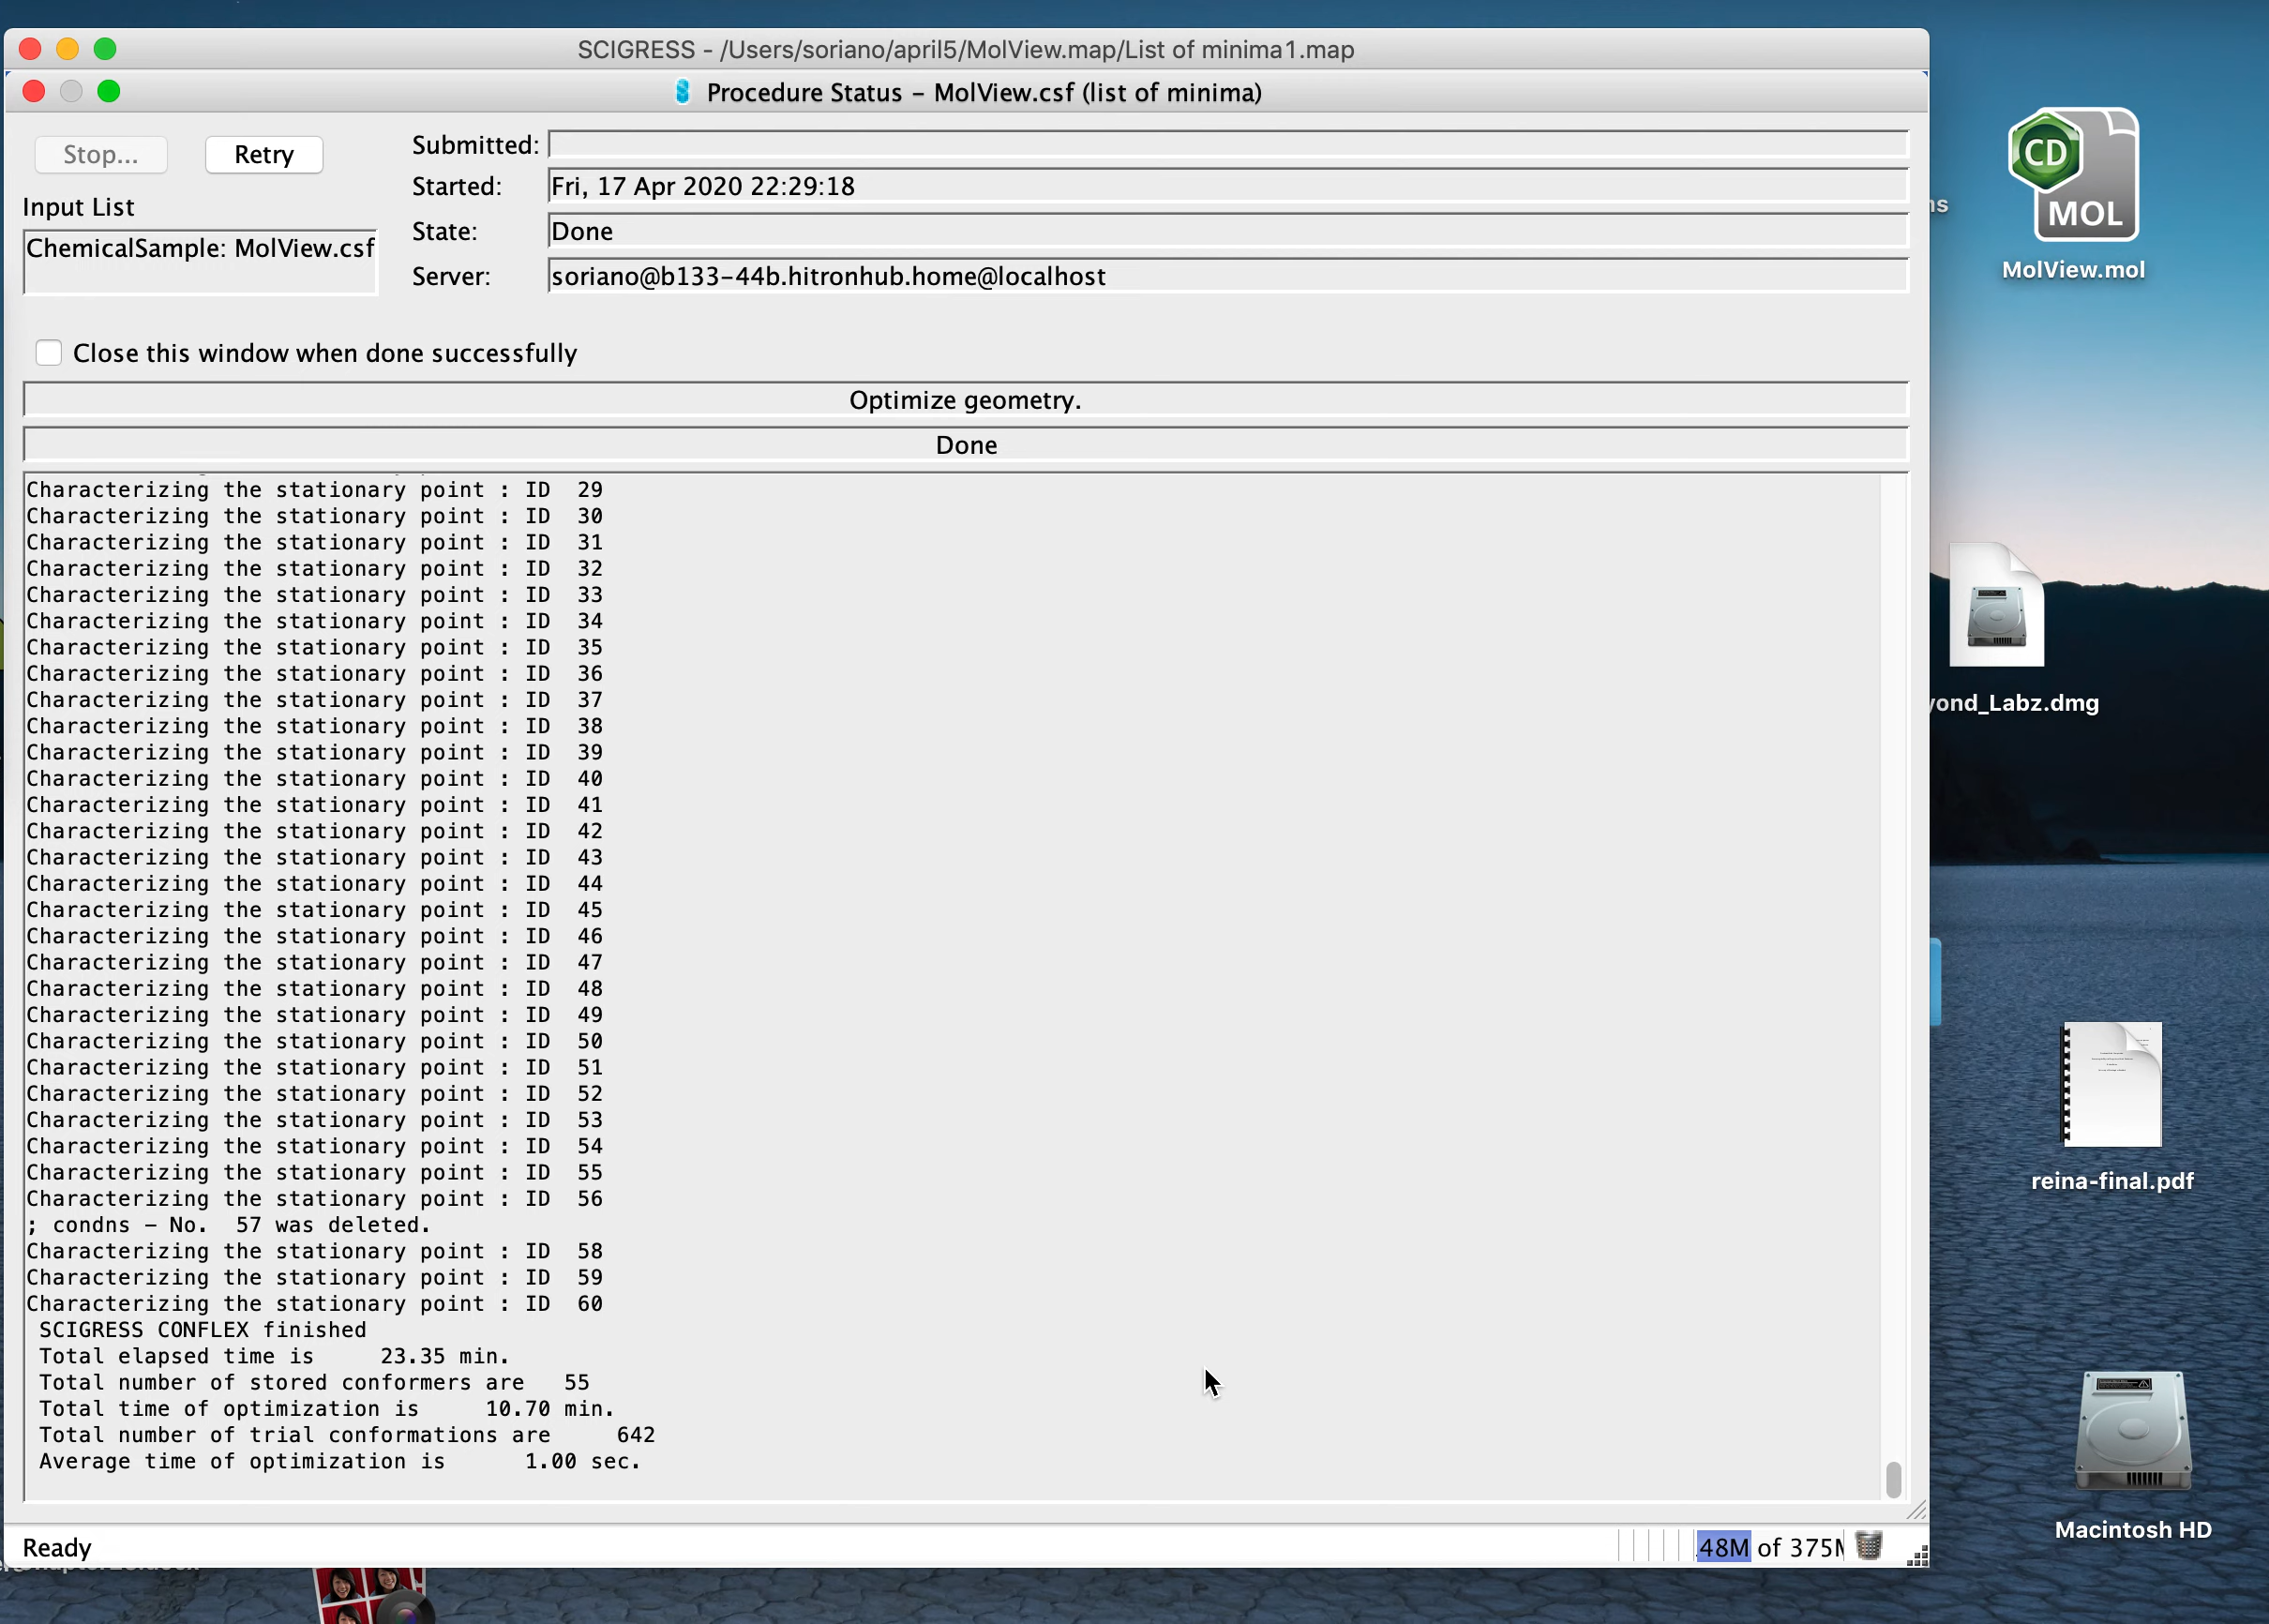 SCIGRESS - /Users/soriano/april5/MolView.map/List of minima1.map
Procedure Status – MolView.csf (list of minima)
Stop...
Retry
Submitted:
Started:
Fri, 17 Apr 2020 22:29:18
Input List
State:
Done
ChemicalSample: MolView.csf
Server:
soriano@b133-44b.hitronhub.home@localhost
Close this window when done successfully
Optimize geometry.
Done
Characterizing the stationary point : ID 29
Characterizing the stationary point : ID 30
Characterizing the stationary point : ID 31
Characterizing the stationary point : ID 32
Characterizing the stationary point : ID 33
Characterizing the stationary point : ID 34
Characterizing the stationary point : ID 35
Characterizing the stationary point : ID 36
Characterizing the stationary point : ID 37
Characterizing the stationary point : ID 38
Characterizing the stationary point : ID 39
Characterizing the stationary point : ID 40
Characterizing the stationary point : ID 41
Characterizing the stationary point : ID 42
Characterizing the stationary point : ID 43
Characterizing the stationary point : ID 44
Characterizing the stationary point : ID 45
Characterizing the stationary point : ID 46
Characterizing the stationary point : ID 47
Characterizing the stationary point : ID 48
Characterizing the stationary point : ID 49
Characterizing the stationary point : ID 50
Characterizing the stationary point : ID 51
Characterizing the stationary point : ID 52
Characterizing the stationary point : ID 53
Characterizing the stationary point : ID 54
Characterizing the stationary point : ID 55
Characterizing the stationary point : ID 56
; condns – No. 57 was deleted.
Characterizing the stationary point : ID 58
Characterizing the stationary point : ID 59
Characterizing the stationary point : ID 60
SCIGRESS CONFLEX finished
Total elapsed time is 23.35 min.
Total number of stored conformers are 55
Total time of optimization is 10.70 min.
Total number of trial conformations are 642
Average time of optimization is 1.00 sec.
Ready
48M of 375M
CD
MOL
MolView.mol
yond_Labz.dmg
reina-final.pdf
Macintosh HD